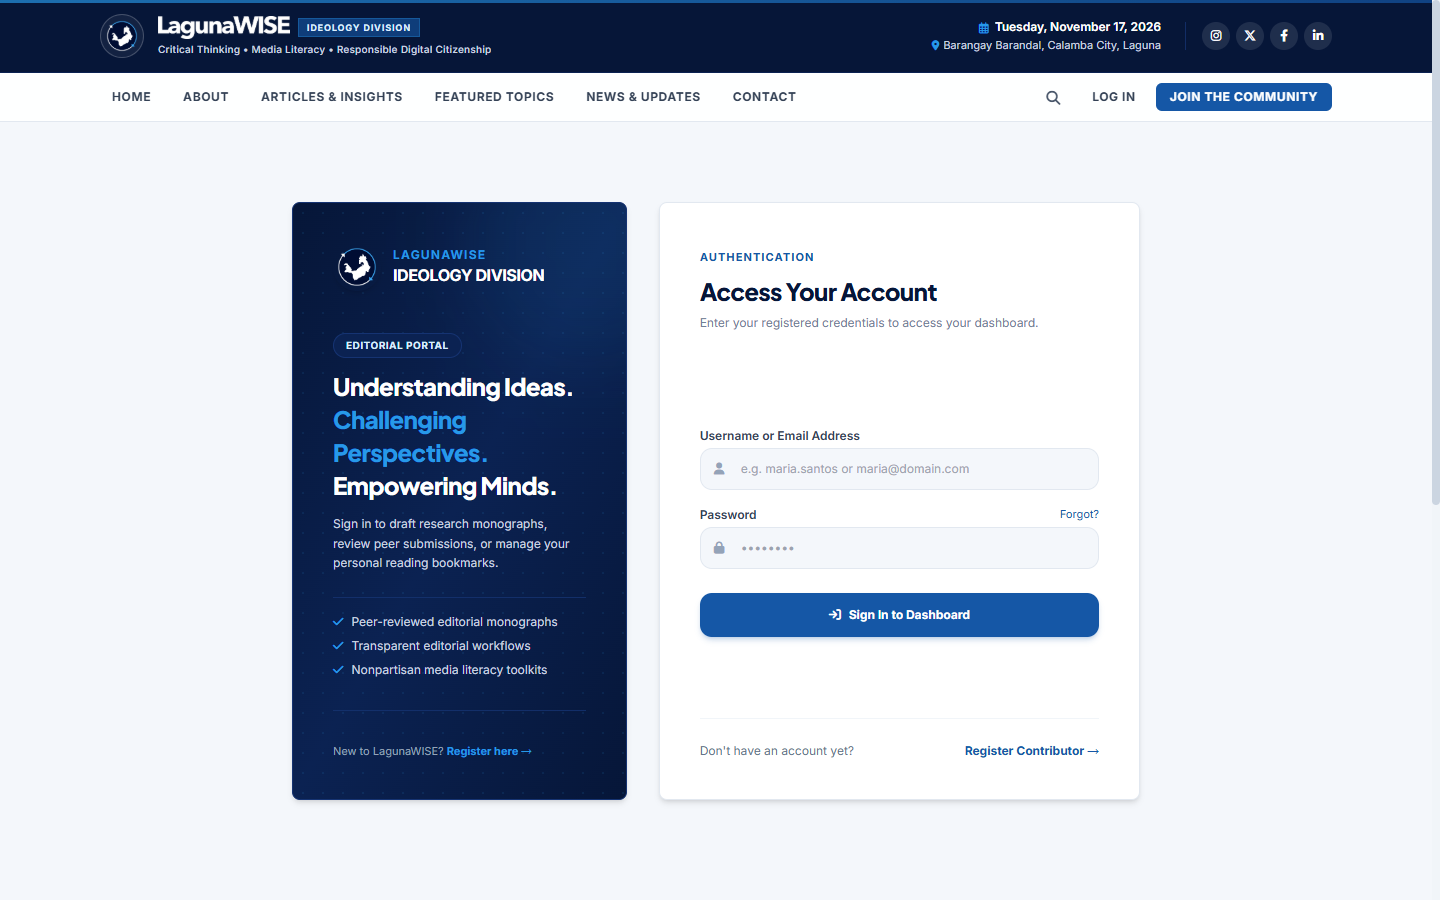 LagunaWISE IDEOLOGY DIVISION
Critical Thinking • Media Literacy • Responsible Digital Citizenship
Tuesday, November 17, 2026
Barangay Barandal, Calamba City, Laguna
HOME ABOUT ARTICLES & INSIGHTS FEATURED TOPICS NEWS & UPDATES CONTACT LOG IN JOIN THE COMMUNITY
LAGUNAWISE
IDEOLOGY DIVISION
EDITORIAL PORTAL
Understanding Ideas.
Challenging
Perspectives.
Empowering Minds.
Sign in to draft research monographs,
review peer submissions, or manage your
personal reading bookmarks.
Peer-reviewed editorial monographs
Transparent editorial workflows
Nonpartisan media literacy toolkits
New to LagunaWISE? Register here →
AUTHENTICATION
Access Your Account
Enter your registered credentials to access your dashboard.
Username or Email Address
e.g. maria.santos or maria@domain.com
Password Forgot?
••••••••
Sign In to Dashboard
Don't have an account yet? Register Contributor →